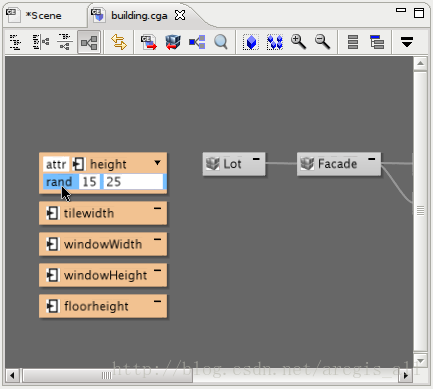 *Scene
building.cga
attr height
rand 15 25
Lot
Facade
tilewidth
windowWidth
windowHeight
floorheight